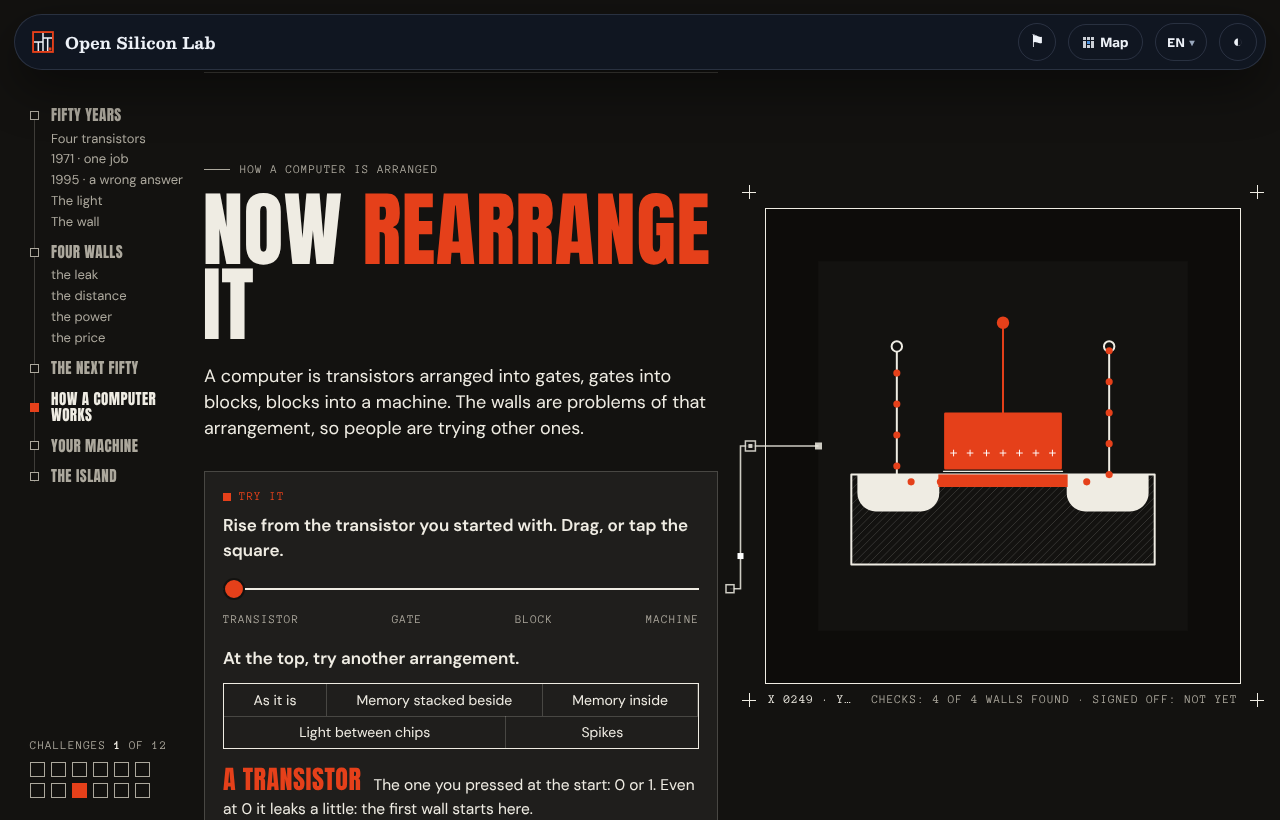 Open Silicon Lab
Map
EN
FIFTY YEARS
Four transistors
1971 · one job
1995 · a wrong answer
The light
The wall
FOUR WALLS
the leak
the distance
the power
the price
THE NEXT FIFTY
HOW A COMPUTER
WORKS
YOUR MACHINE
THE ISLAND
CHALLENGES 1 OF 12
HOW A COMPUTER IS ARRANGED
NOW REARRANGE
IT
A computer is transistors arranged into gates, gates into
blocks, blocks into a machine. The walls are problems of that
arrangement, so people are trying other ones.
TRY IT
Rise from the transistor you started with. Drag, or tap the
square.
TRANSISTOR GATE BLOCK MACHINE
At the top, try another arrangement.
As it is Memory stacked beside Memory inside
Light between chips Spikes
A TRANSISTOR The one you pressed at the start: 0 or 1. Even
at 0 it leaks a little: the first wall starts here.
X 0249 · Y… CHECKS: 4 OF 4 WALLS FOUND · SIGNED OFF: NOT YET